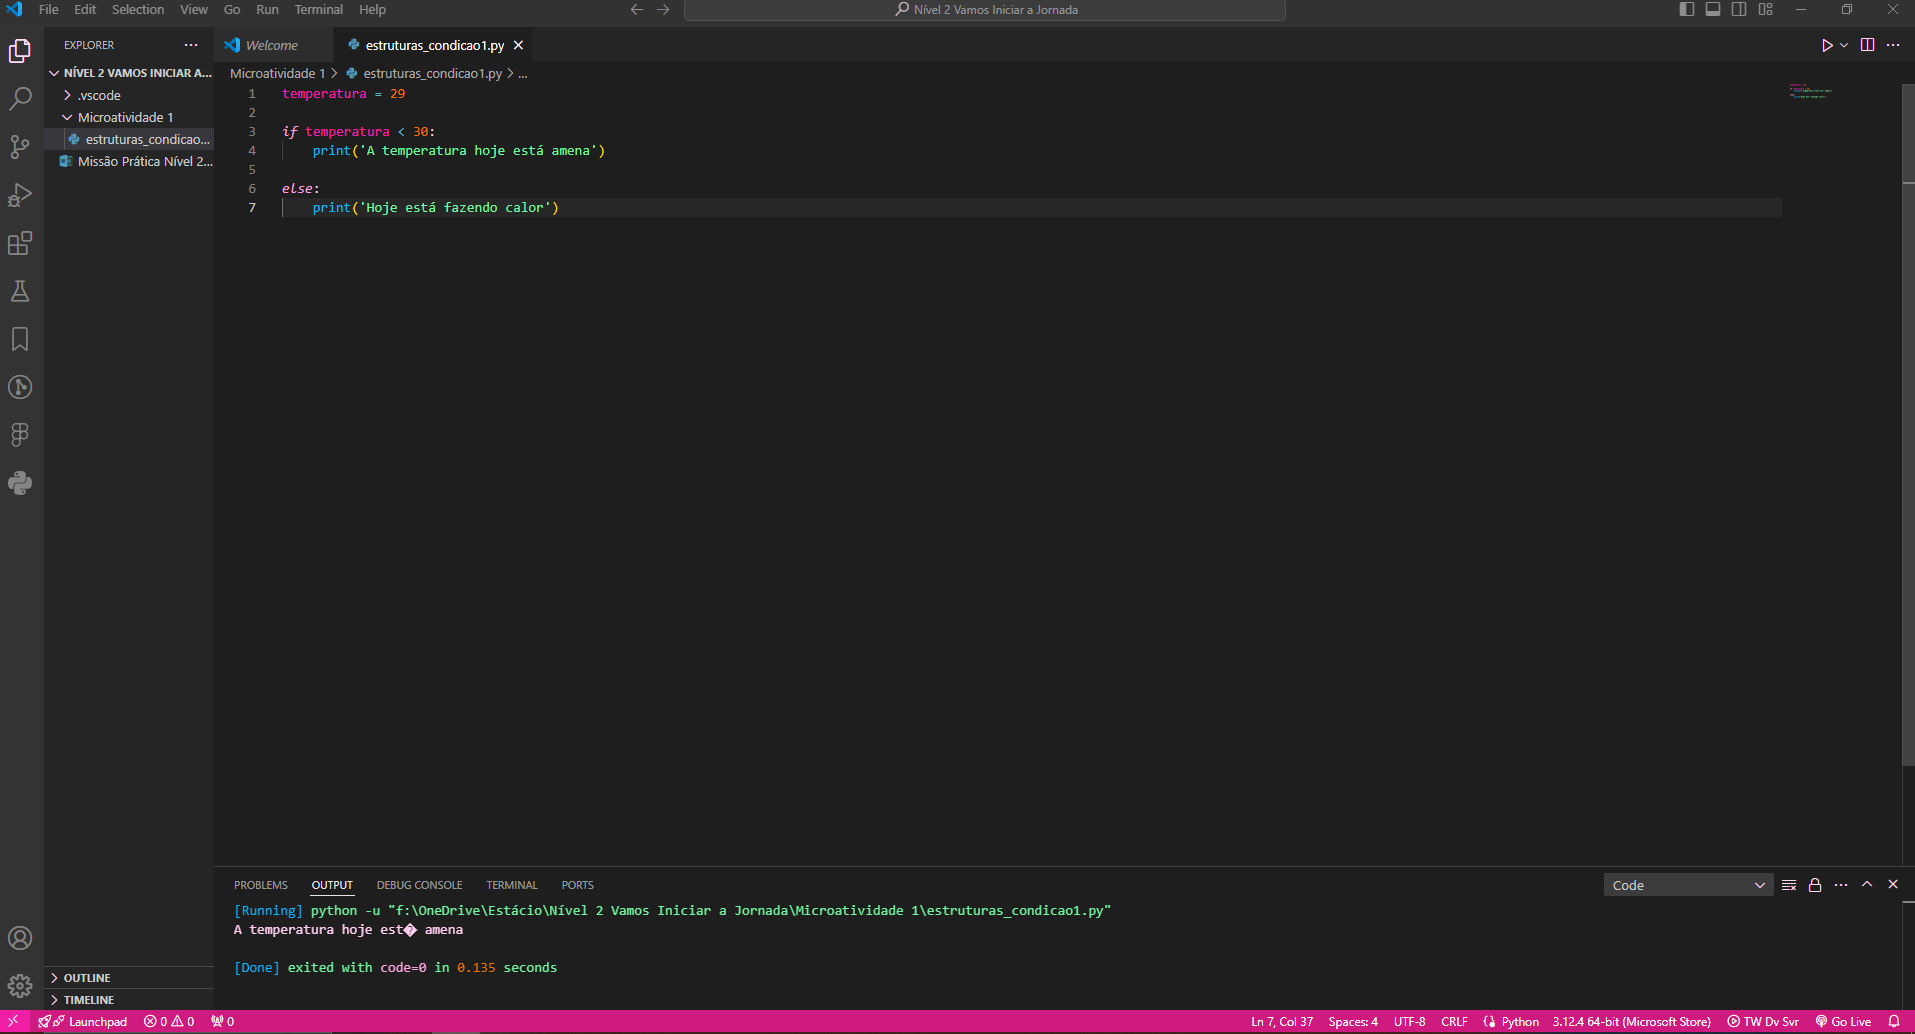 File Edit Selection View Go Run Terminal Help
Nível 2 Vamos Iniciar a Jornada
EXPLORER
NÍVEL 2 VAMOS INICIAR A...
.vscode
Microatividade 1
estruturas_condicao...
Missão Prática Nível 2...
Welcome
estruturas_condicao1.py
Microatividade 1 > estruturas_condicao1.py > ...
1 temperatura = 29
2
3 if temperatura < 30:
4 print('A temperatura hoje está amena')
5
6 else:
7 print('Hoje está fazendo calor')
PROBLEMS OUTPUT DEBUG CONSOLE TERMINAL PORTS
Code
[Running] python -u "f:\OneDrive\Estácio\Nível 2 Vamos Iniciar a Jornada\Microatividade 1\estruturas_condicao1.py"
A temperatura hoje est� amena
[Done] exited with code=0 in 0.135 seconds
OUTLINE
TIMELINE
Launchpad 0 0 0
Ln 7, Col 37 Spaces: 4 UTF-8 CRLF Python 3.12.4 64-bit (Microsoft Store) TW Dv Svr Go Live